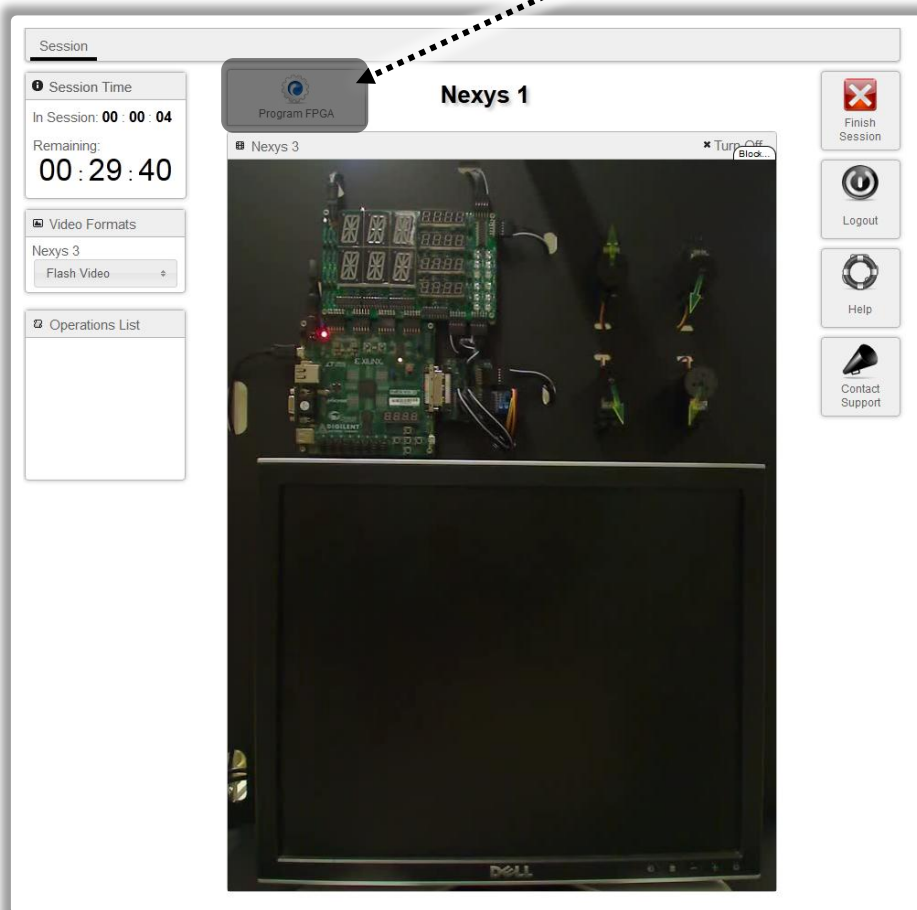 Session
Session Time
In Session: 00 : 00 : 04
Remaining:
00 : 29 : 40
Video Formats
Nexys 3
Flash Video
Operations List
Program FPGA
Nexys 1
Nexys 3
Turn Off
Block...
XILINX
DIGILENT
DELL
Finish
Session
Logout
Help
Contact
Support